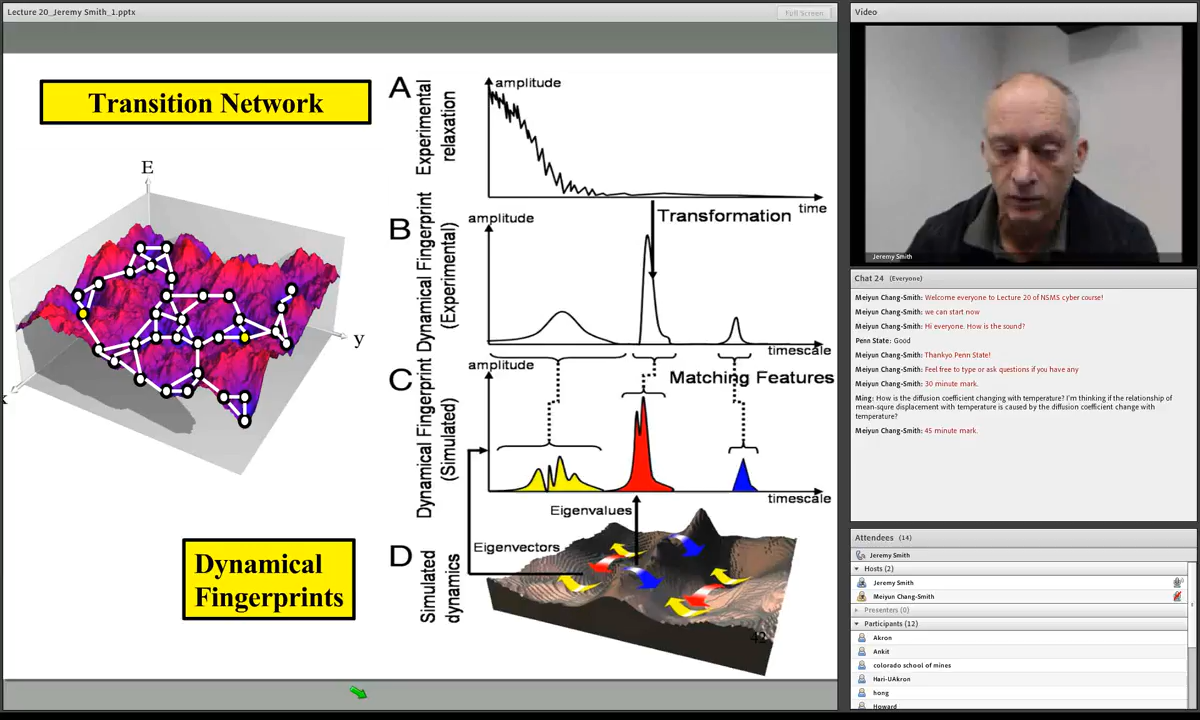 Lecture 20_Jeremy Smith_1.pptx
Full Screen
Transition Network
E
y
x
Dynamical
Fingerprints
A
Experimental
relaxation
amplitude
time
Transformation
B
Dynamical Fingerprint
(Experimental)
amplitude
timescale
Matching Features
C
Dynamical Fingerprint
(Simulated)
amplitude
timescale
Eigenvalues
Eigenvectors
D
Simulated
dynamics
42
Video
Jeremy Smith
Chat 24 (Everyone)
Meiyun Chang-Smith: Welcome everyone to Lecture 20 of NSMS cyber course!
Meiyun Chang-Smith: we can start now
Meiyun Chang-Smith: Hi everyone. How is the sound?
Penn State: Good
Meiyun Chang-Smith: Thankyo Penn State!
Meiyun Chang-Smith: Feel free to type or ask questions if you have any
Meiyun Chang-Smith: 30 minute mark.
Ming: How is the diffusion coefficient changing with temperature? I'm thinking if the relationship of
mean-squre displacement with temperature is caused by the diffusion coefficient change with
temperature?
Meiyun Chang-Smith: 45 minute mark.
Attendees (14)
Jeremy Smith
Hosts (2)
Jeremy Smith
Meiyun Chang-Smith
Presenters (0)
Participants (12)
Akron
Ankit
colorado school of mines
Hari-UAkron
hong
Howard